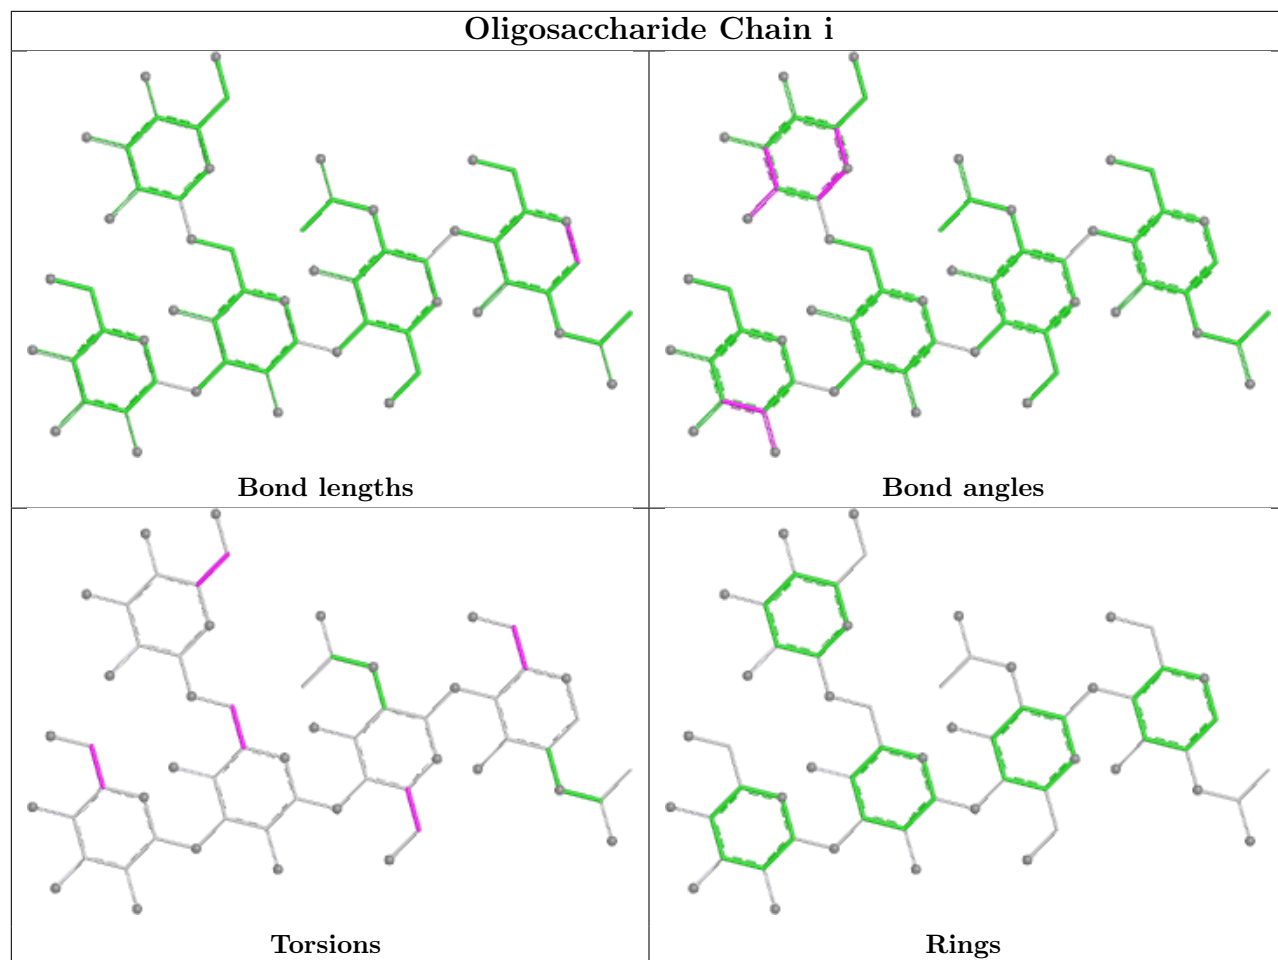 Oligosaccharide Chain i
Bond lengths
Bond angles
Torsions
Rings